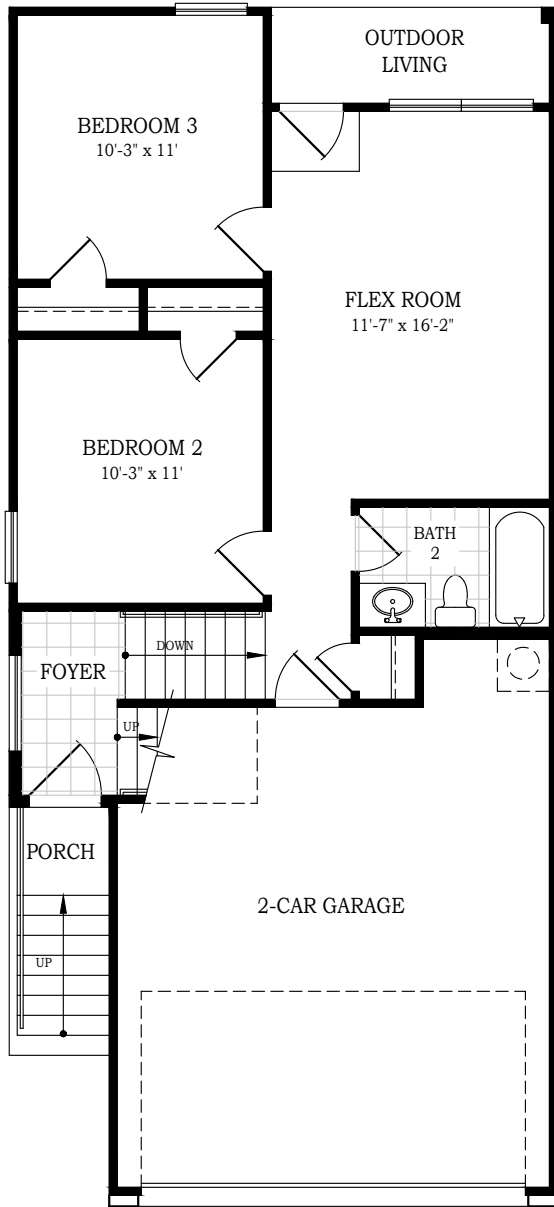 OUTDOOR
LIVING
BEDROOM 3
10'-3" x 11'
FLEX ROOM
11'-7" x 16'-2"
BEDROOM 2
10'-3" x 11'
BATH
2
DOWN
FOYER
UP
PORCH
2-CAR GARAGE
UP